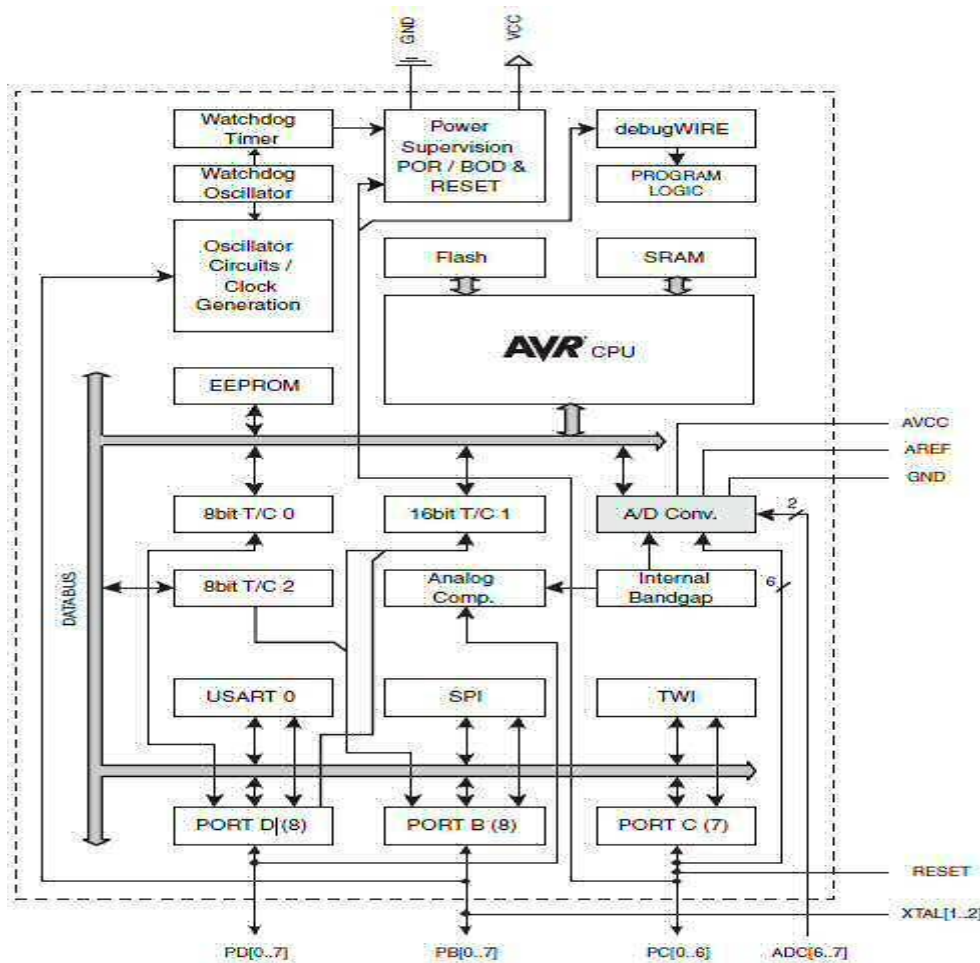 GND
VCC
Watchdog
Timer
Power
Supervision
POR / BOD &
RESET
debugWIRE
Watchdog
Oscillator
PROGRAM
LOGIC
Oscillator
Circuits /
Clock
Generation
Flash
SRAM
AVR CPU
EEPROM
AVCC
AREF
GND
8bit T/C 0
16bit T/C 1
A/D Conv.
2
DATABUS
8bit T/C 2
Analog
Comp.
Internal
Bandgap
6
USART 0
SPI
TWI
PORT D (8)
PORT B (8)
PORT C (7)
RESET
XTAL[1..2]
PD[0..7]
PB[0..7]
PC[0..6]
ADC[6..7]